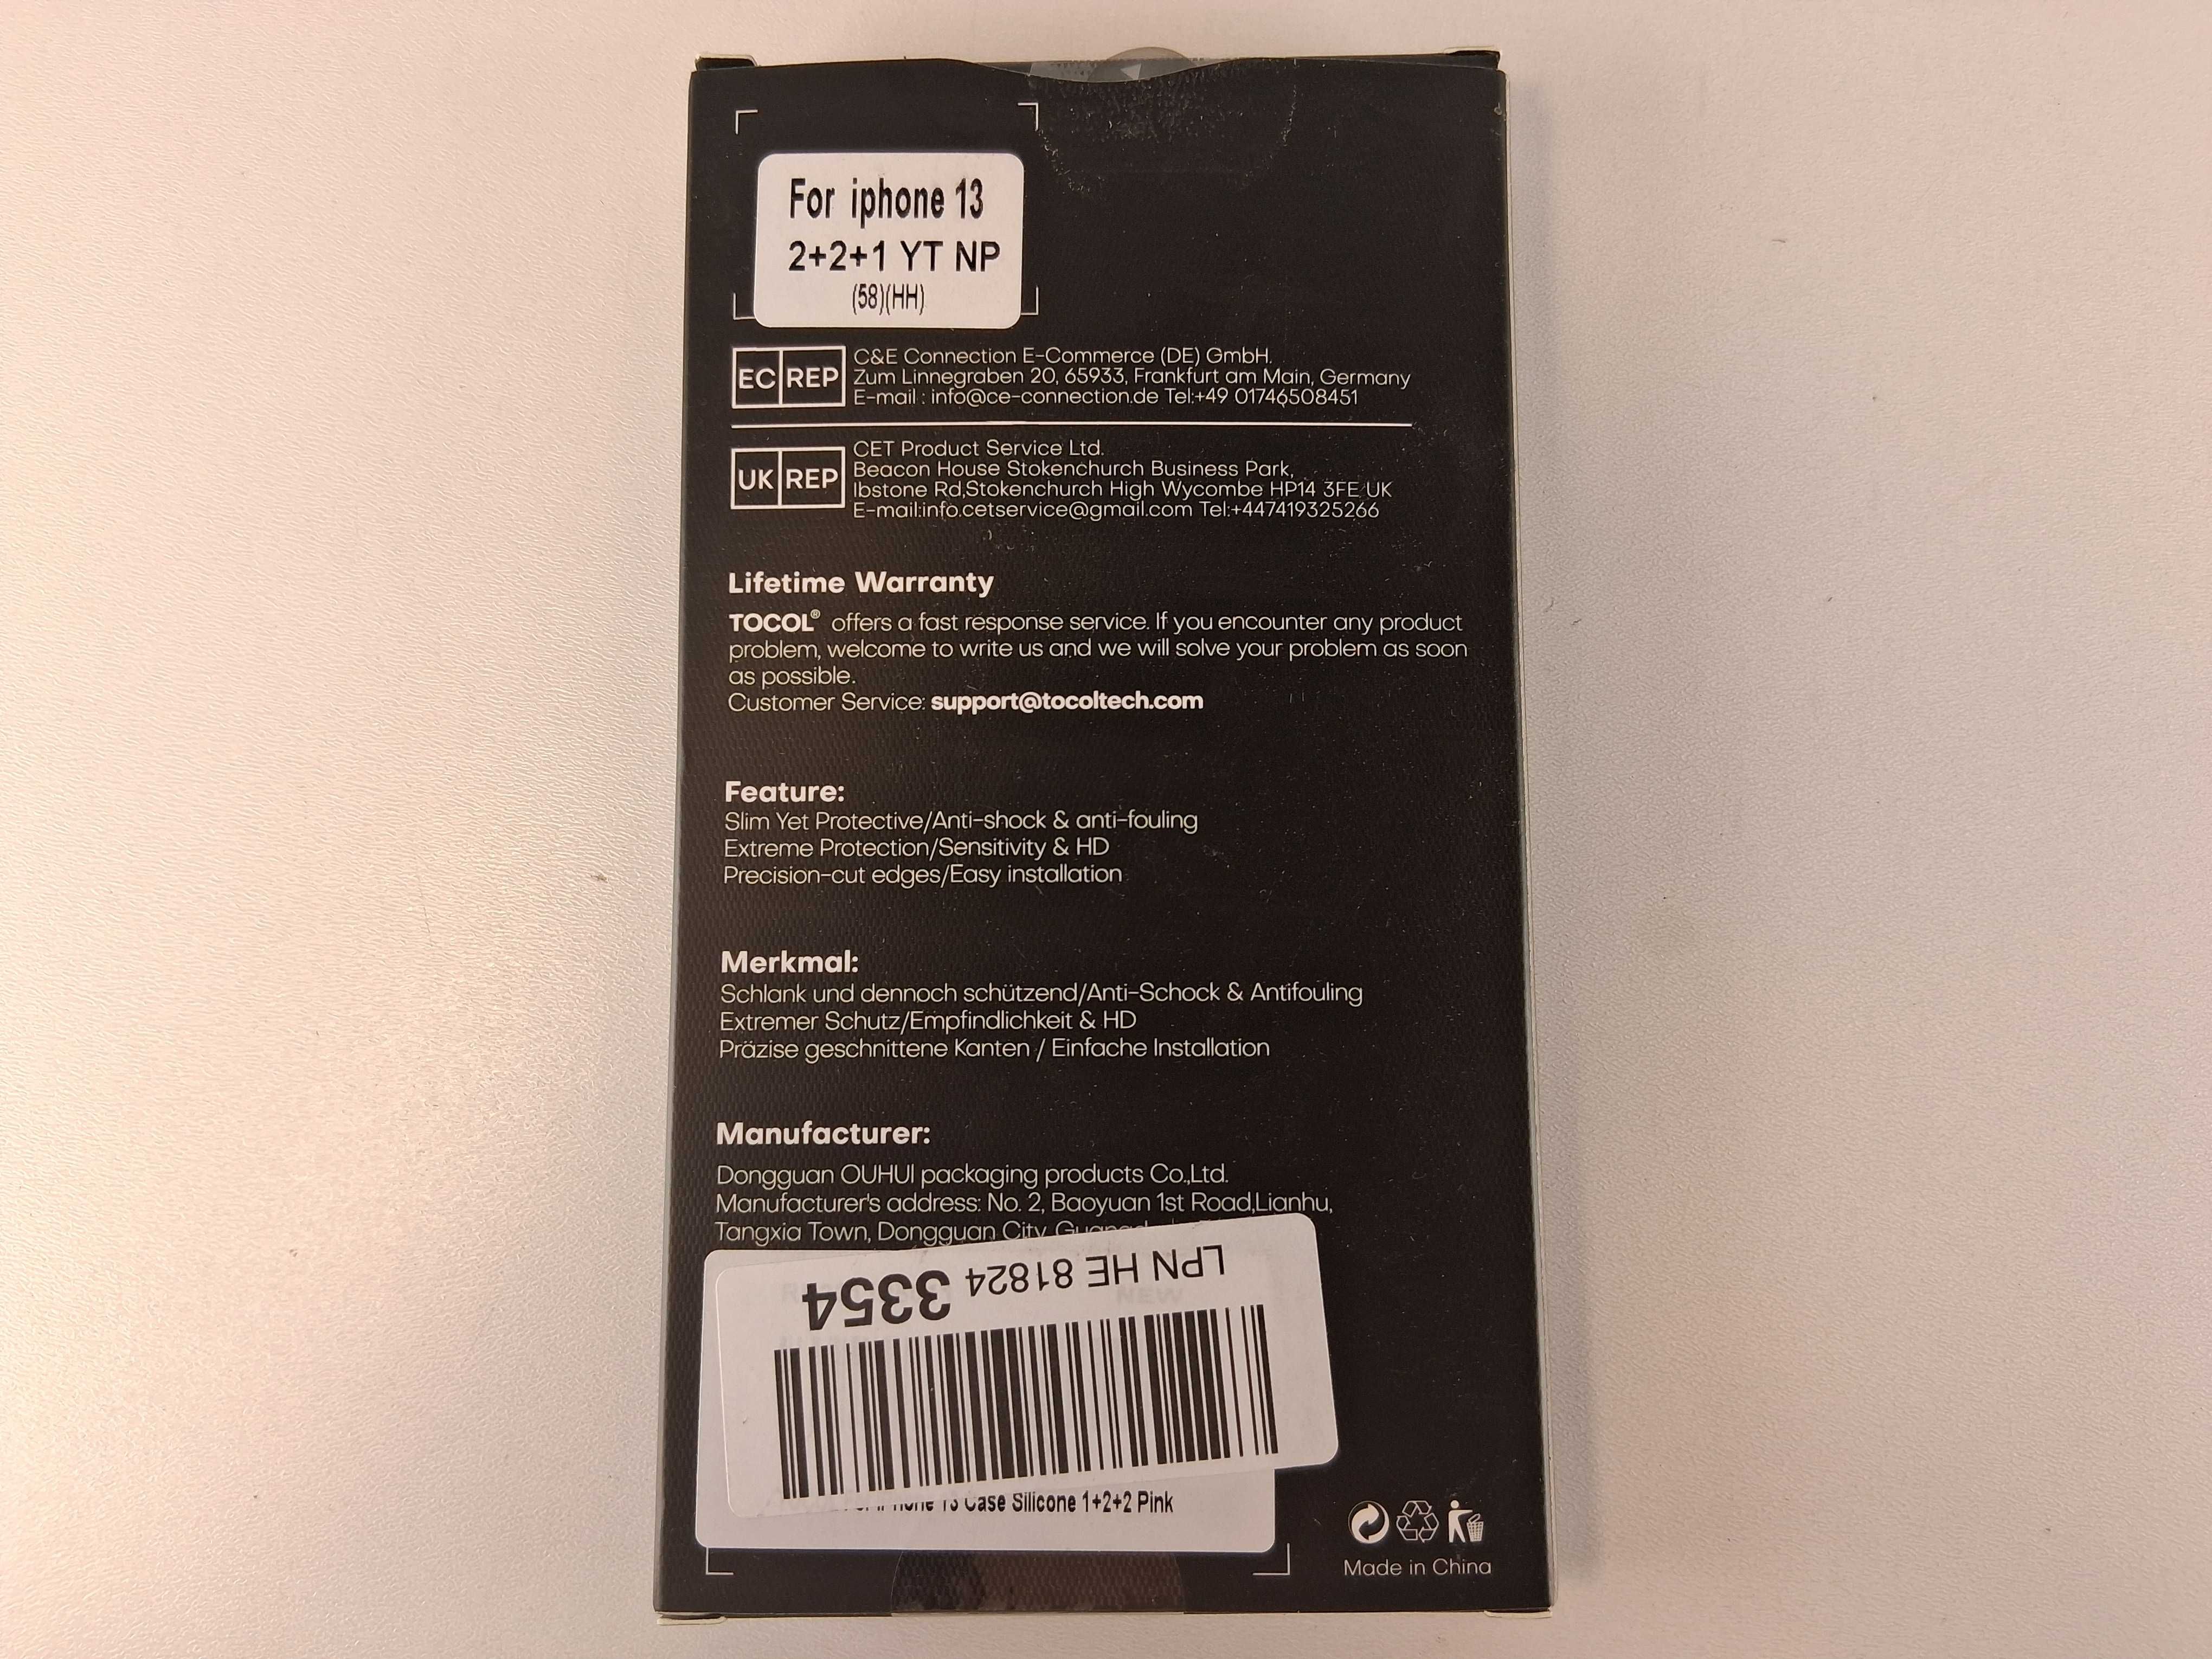 For iphone 13
2+2+1 YT NP
(58)(HH)
EC REP
C&E Connection E-Commerce (DE) GmbH.
Zum Linnegraben 20, 65933, Frankfurt am Main, Germany
E-mail : info@ce-connection.de Tel:+49 01746508451
UK REP
CET Product Service Ltd.
Beacon House Stokenchurch Business Park,
Ibstone Rd,Stokenchurch High Wycombe HP14 3FE UK
E-mail:info.cetservice@gmail.com Tel:+447419325266
Lifetime Warranty
TOCOL® offers a fast response service. If you encounter any product
problem, welcome to write us and we will solve your problem as soon
as possible.
Customer Service: support@tocoltech.com
Feature:
Slim Yet Protective/Anti-shock & anti-fouling
Extreme Protection/Sensitivity & HD
Precision-cut edges/Easy installation
Merkmal:
Schlank und dennoch schützend/Anti-Schock & Antifouling
Extremer Schutz/Empfindlichkeit & HD
Präzise geschnittene Kanten / Einfache Installation
Manufacturer:
Dongguan OUHUI packaging products Co.,Ltd.
Manufacturer's address: No. 2, Baoyuan 1st Road,Lianhu,
Tangxia Town, Dongguan City,
LPN HE 81824 3354
NEW
13 Case Silicone 1+2+2 Pink
Made in China